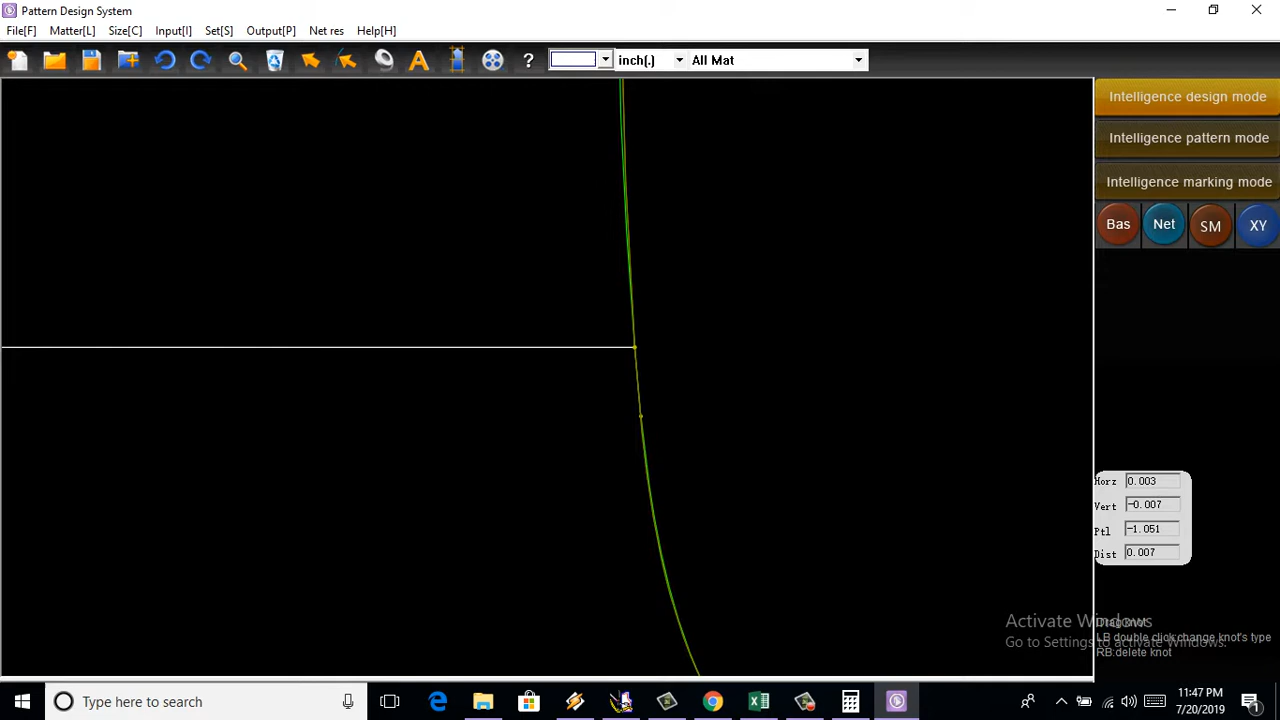 Pattern Design System
File[F] Matter[L] Size[C] Input[I] Set[S] Output[P] Net res Help[H]
A ? inch(.) All Mat
Intelligence design mode
Intelligence pattern mode
Intelligence marking mode
Bas Net SM XY
Horz 0.003
Vert -0.007
Ptl -1.051
Dist 0.007
Activate Windows
Go to Settings to activate Windows.
Drag knot
LB double click:change knot's type
RB:delete knot
Type here to search
11:47 PM
7/20/2019
1